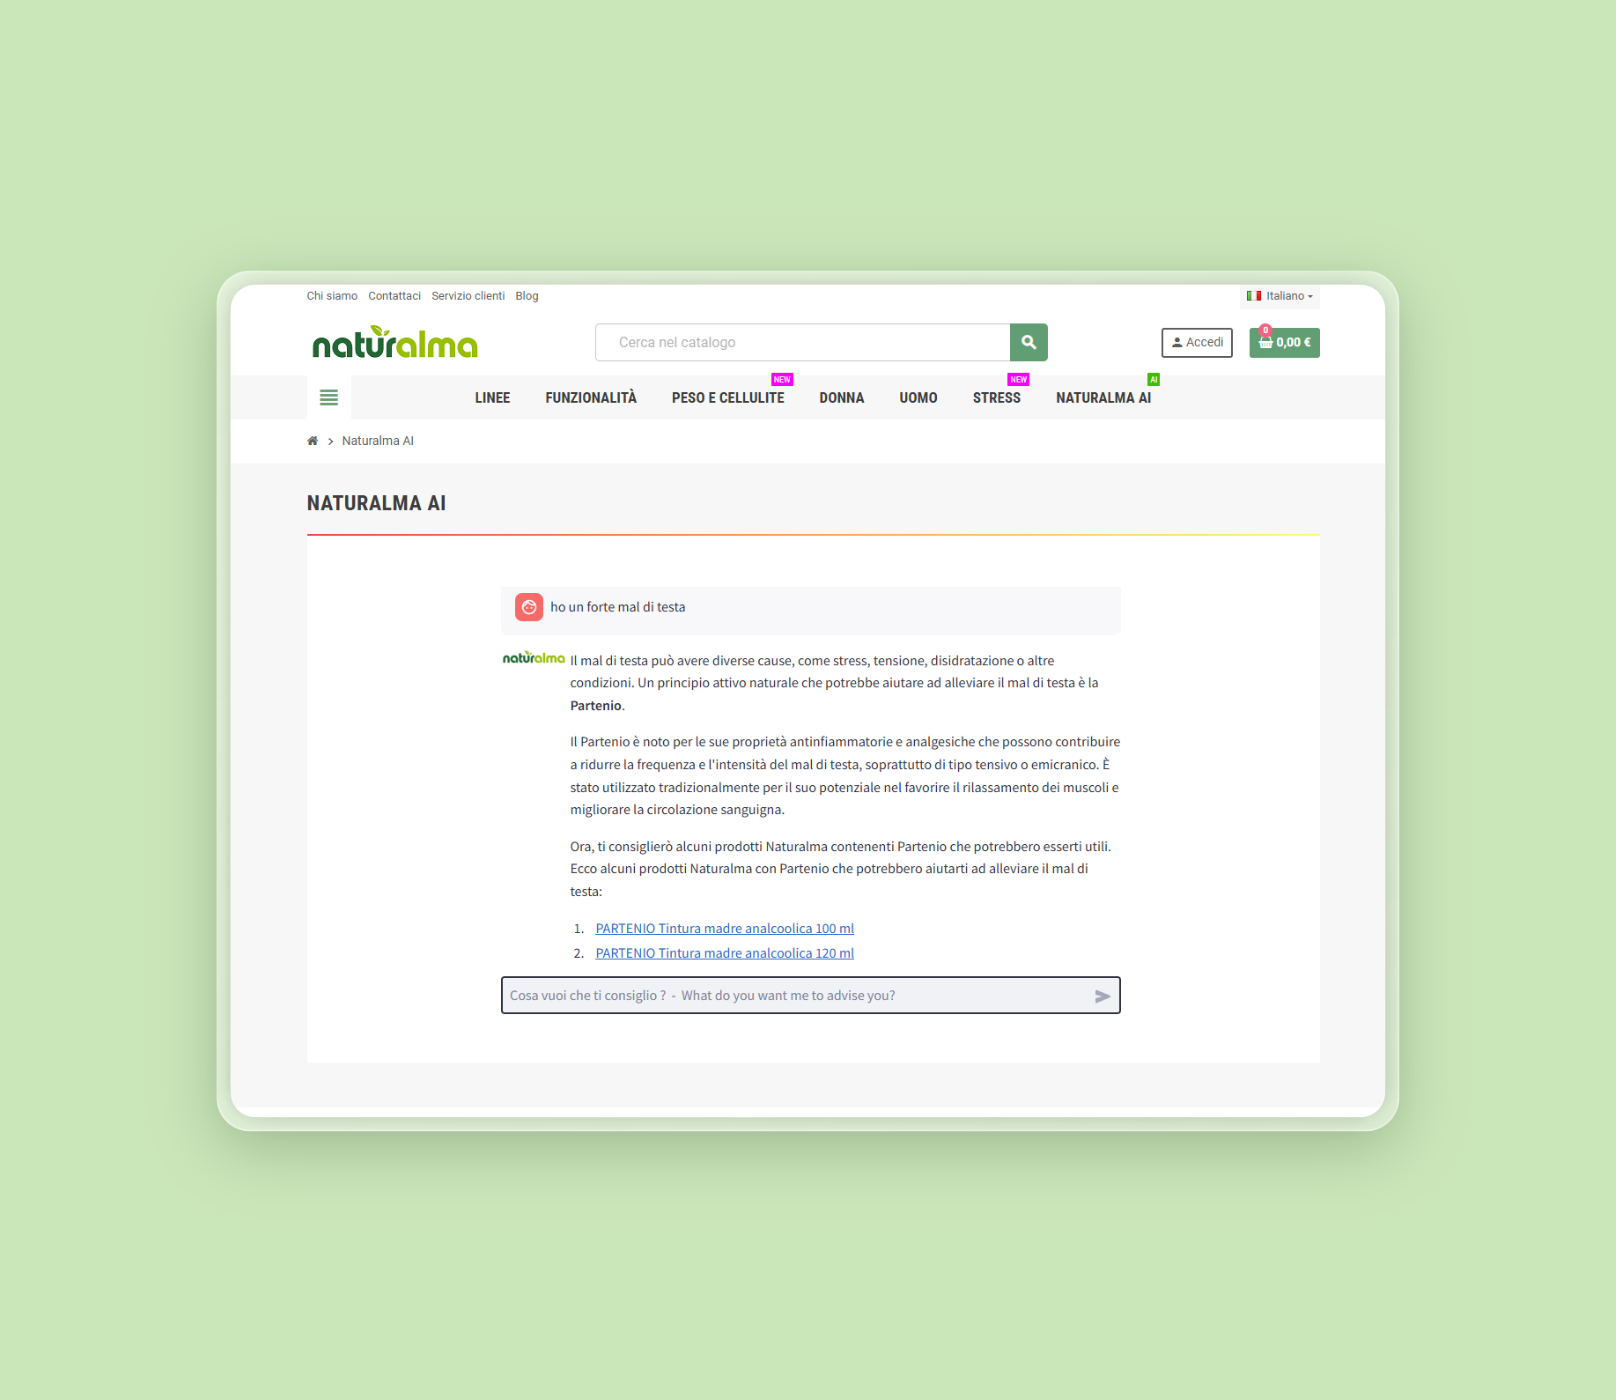 Chi siamo Contattaci Servizio clienti Blog Italiano
naturalma Cerca nel catalogo Accedi 0 0,00 €
NEW NEW AI
LINEE FUNZIONALITÀ PESO E CELLULITE DONNA UOMO STRESS NATURALMA AI
Naturalma AI
NATURALMA AI
ho un forte mal di testa
naturalma Il mal di testa può avere diverse cause, come stress, tensione, disidratazione o altre
condizioni. Un principio attivo naturale che potrebbe aiutare ad alleviare il mal di testa è la
Partenio.
Il Partenio è noto per le sue proprietà antinfiammatorie e analgesiche che possono contribuire
a ridurre la frequenza e l'intensità del mal di testa, soprattutto di tipo tensivo o emicranico. È
stato utilizzato tradizionalmente per il suo potenziale nel favorire il rilassamento dei muscoli e
migliorare la circolazione sanguigna.
Ora, ti consiglierò alcuni prodotti Naturalma contenenti Partenio che potrebbero esserti utili.
Ecco alcuni prodotti Naturalma con Partenio che potrebbero aiutarti ad alleviare il mal di
testa:
1. PARTENIO Tintura madre analcoolica 100 ml
2. PARTENIO Tintura madre analcoolica 120 ml
Cosa vuoi che ti consiglio ? - What do you want me to advise you?